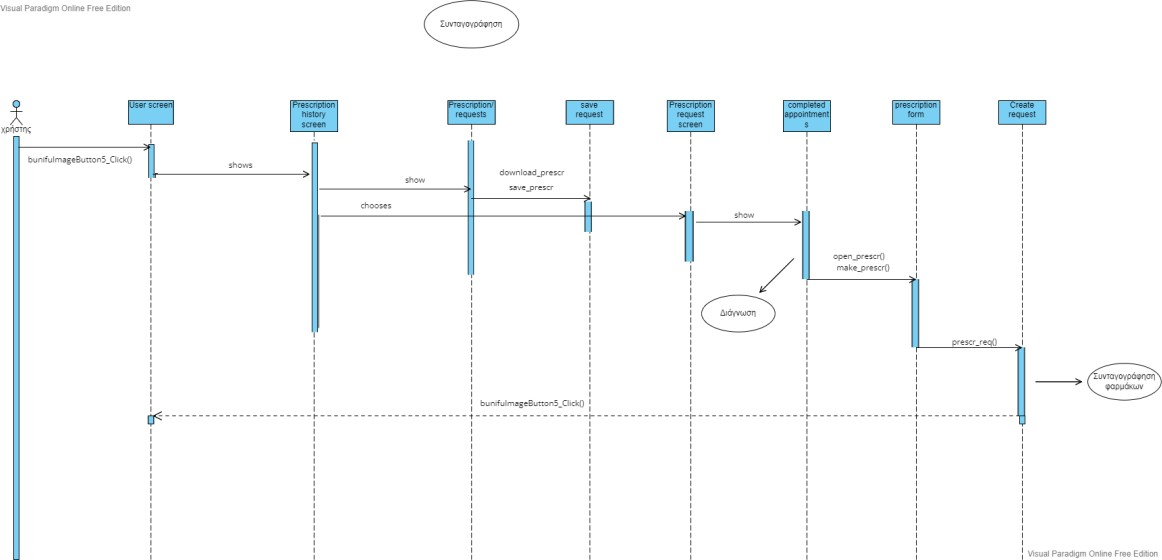 Visual Paradigm Online Free Edition
Συνταγογράφηση
χρήστης
User screen
Prescription
history
screen
Prescription/
requests
save
request
Prescription
request
screen
completed
appointment
s
prescription
form
Create
request
bunifuImageButton5_Click()
shows
show
download_prescr
save_prescr
chooses
show
open_prescr()
make_prescr()
Διάγνωση
prescr_req()
Συνταγογράφηση
φαρμάκων
bunifuImageButton5_Click()
Visual Paradigm Online Free Edition